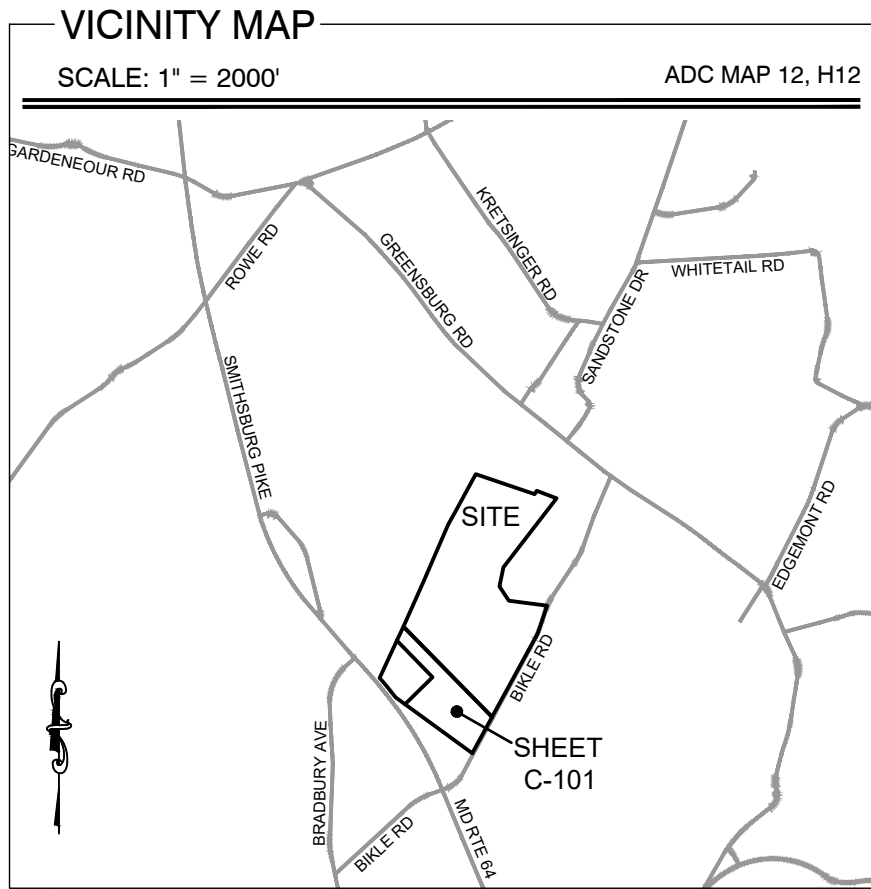 VICINITY MAP
SCALE: 1" = 2000'
ADC MAP 12, H12
GARDENEOUR RD
ROWE RD
GREENSBURG RD
KRETSINGER RD
SANDSTONE DR
WHITETAIL RD
SMITHSBURG PIKE
SITE
EDGEMONT RD
BIKLE RD
SHEET
C-101
BRADBURY AVE
BIKLE RD
MD RTE 64